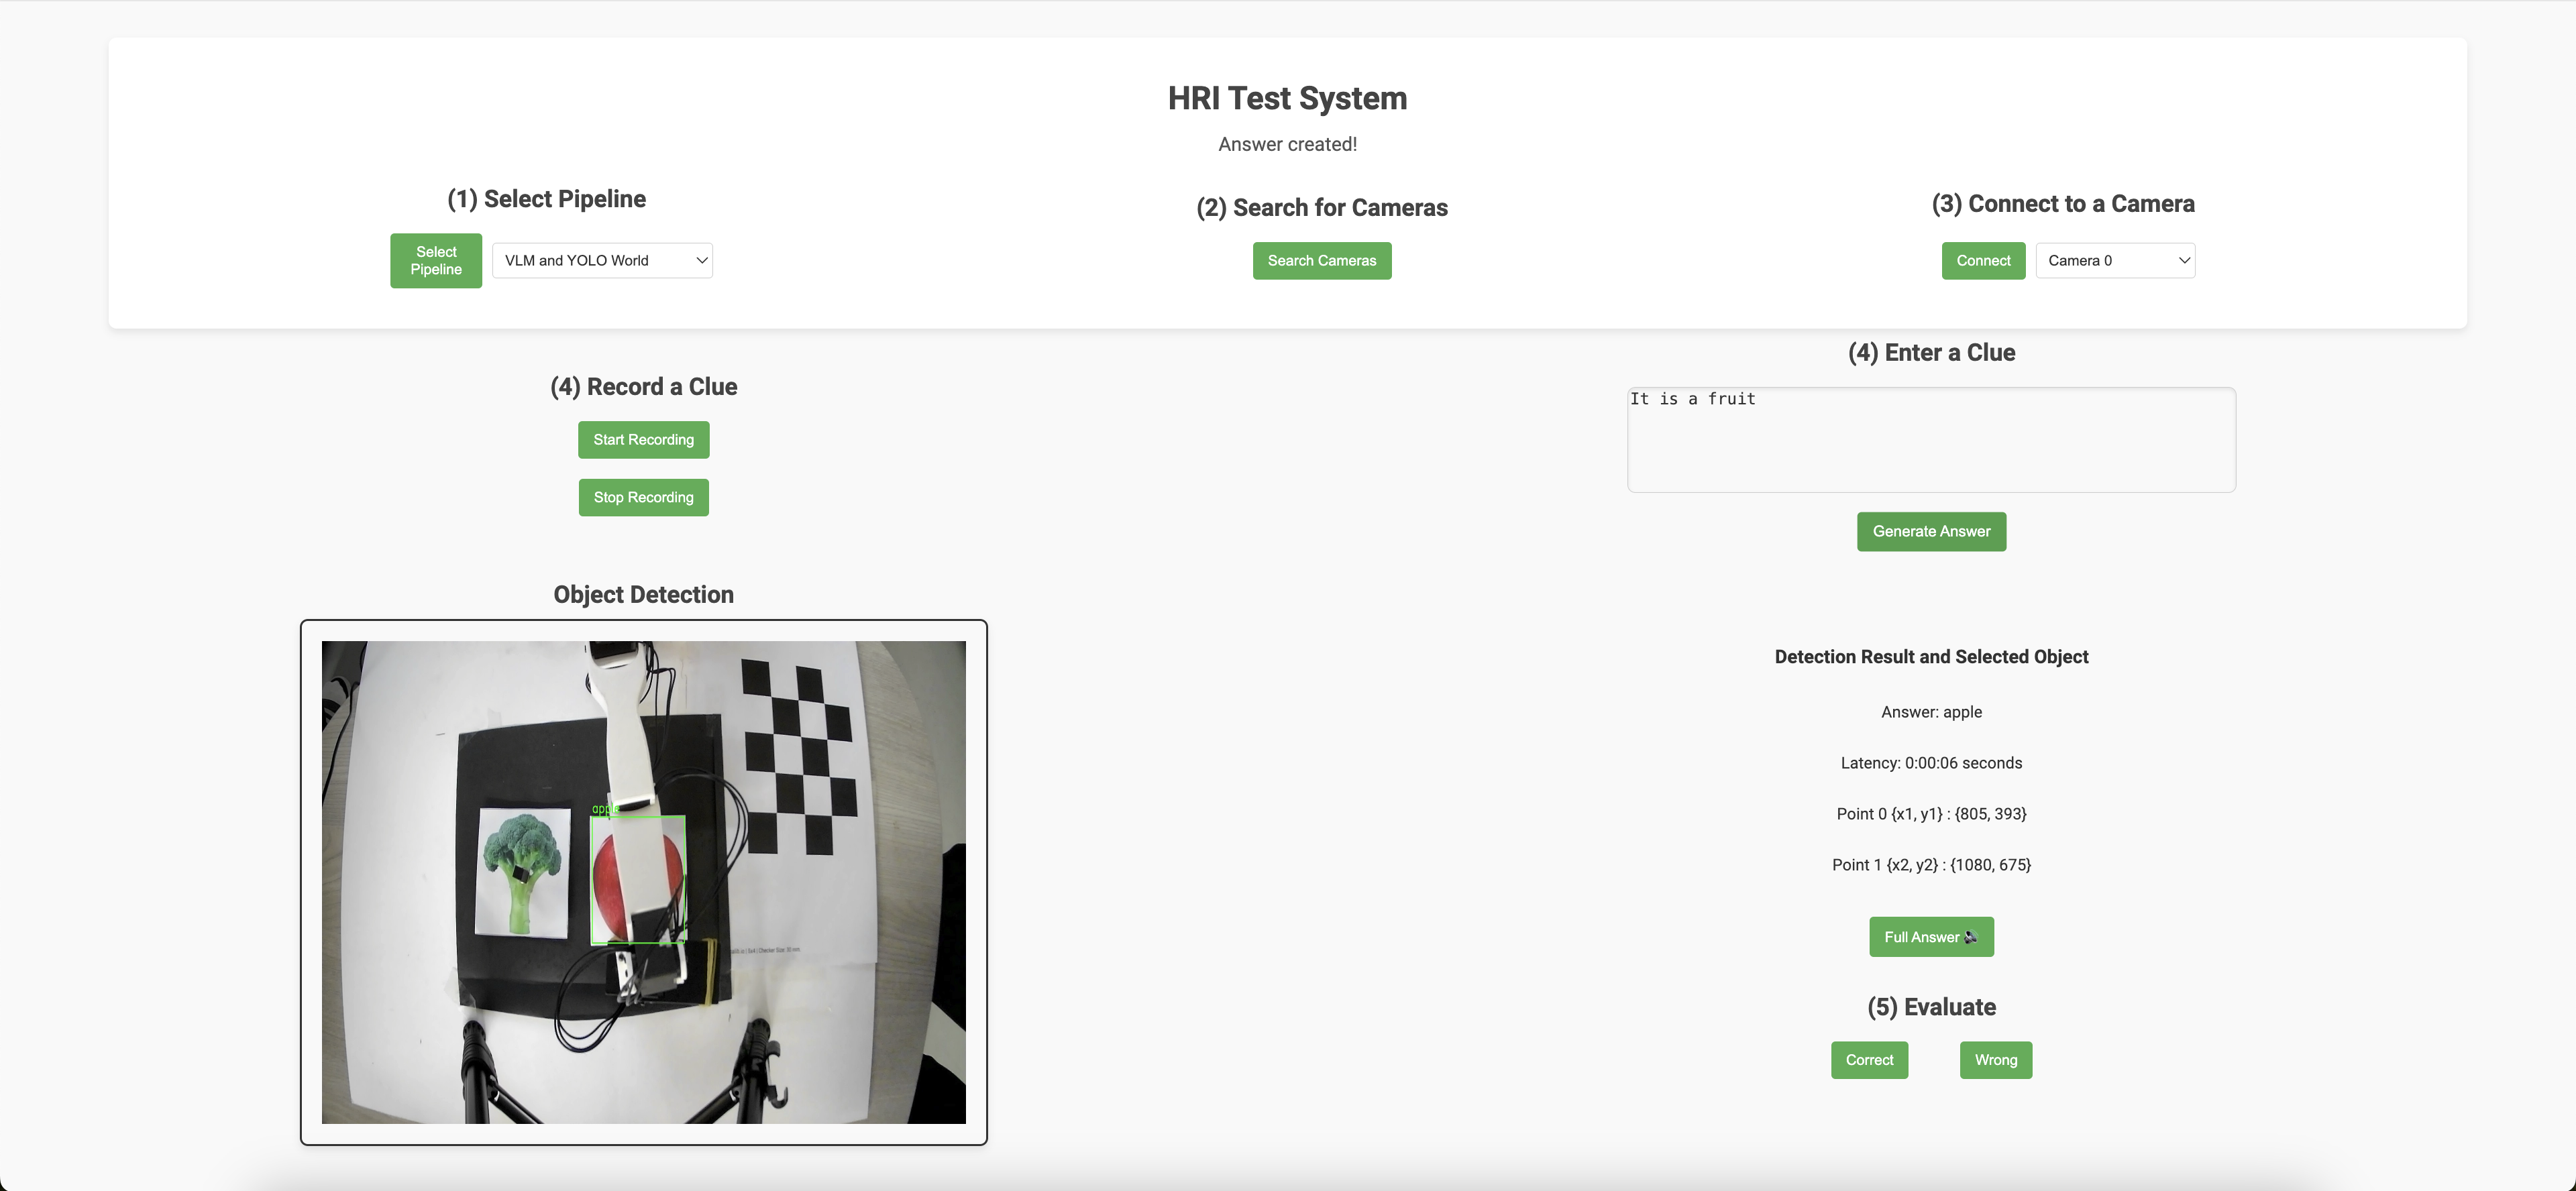 HRI Test System
Answer created!
(1) Select Pipeline
Select
Pipeline
VLM and YOLO World
(2) Search for Cameras
Search Cameras
(3) Connect to a Camera
Connect
Camera 0
(4) Record a Clue
Start Recording
Stop Recording
(4) Enter a Clue
It is a fruit
Generate Answer
Object Detection
apple
Detection Result and Selected Object
Answer: apple
Latency: 0:00:06 seconds
Point 0 {x1, y1} : {805, 393}
Point 1 {x2, y2} : {1080, 675}
Full Answer
(5) Evaluate
Correct
Wrong